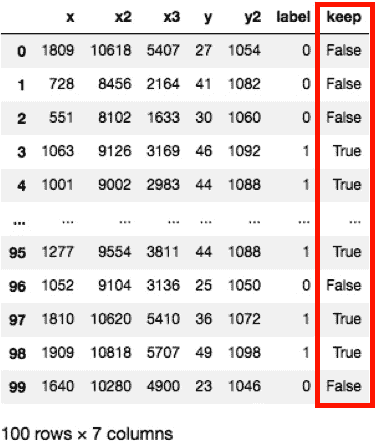 x x2 x3 y y2 label keep
0 1809 10618 5407 27 1054 0 False
1 728 8456 2164 41 1082 0 False
2 551 8102 1633 30 1060 0 False
3 1063 9126 3169 46 1092 1 True
4 1001 9002 2983 44 1088 1 True
... ... ... ... ... ... ... ...
95 1277 9554 3811 44 1088 1 True
96 1052 9104 3136 25 1050 0 False
97 1810 10620 5410 36 1072 1 True
98 1909 10818 5707 49 1098 1 True
99 1640 10280 4900 23 1046 0 False
100 rows × 7 columns